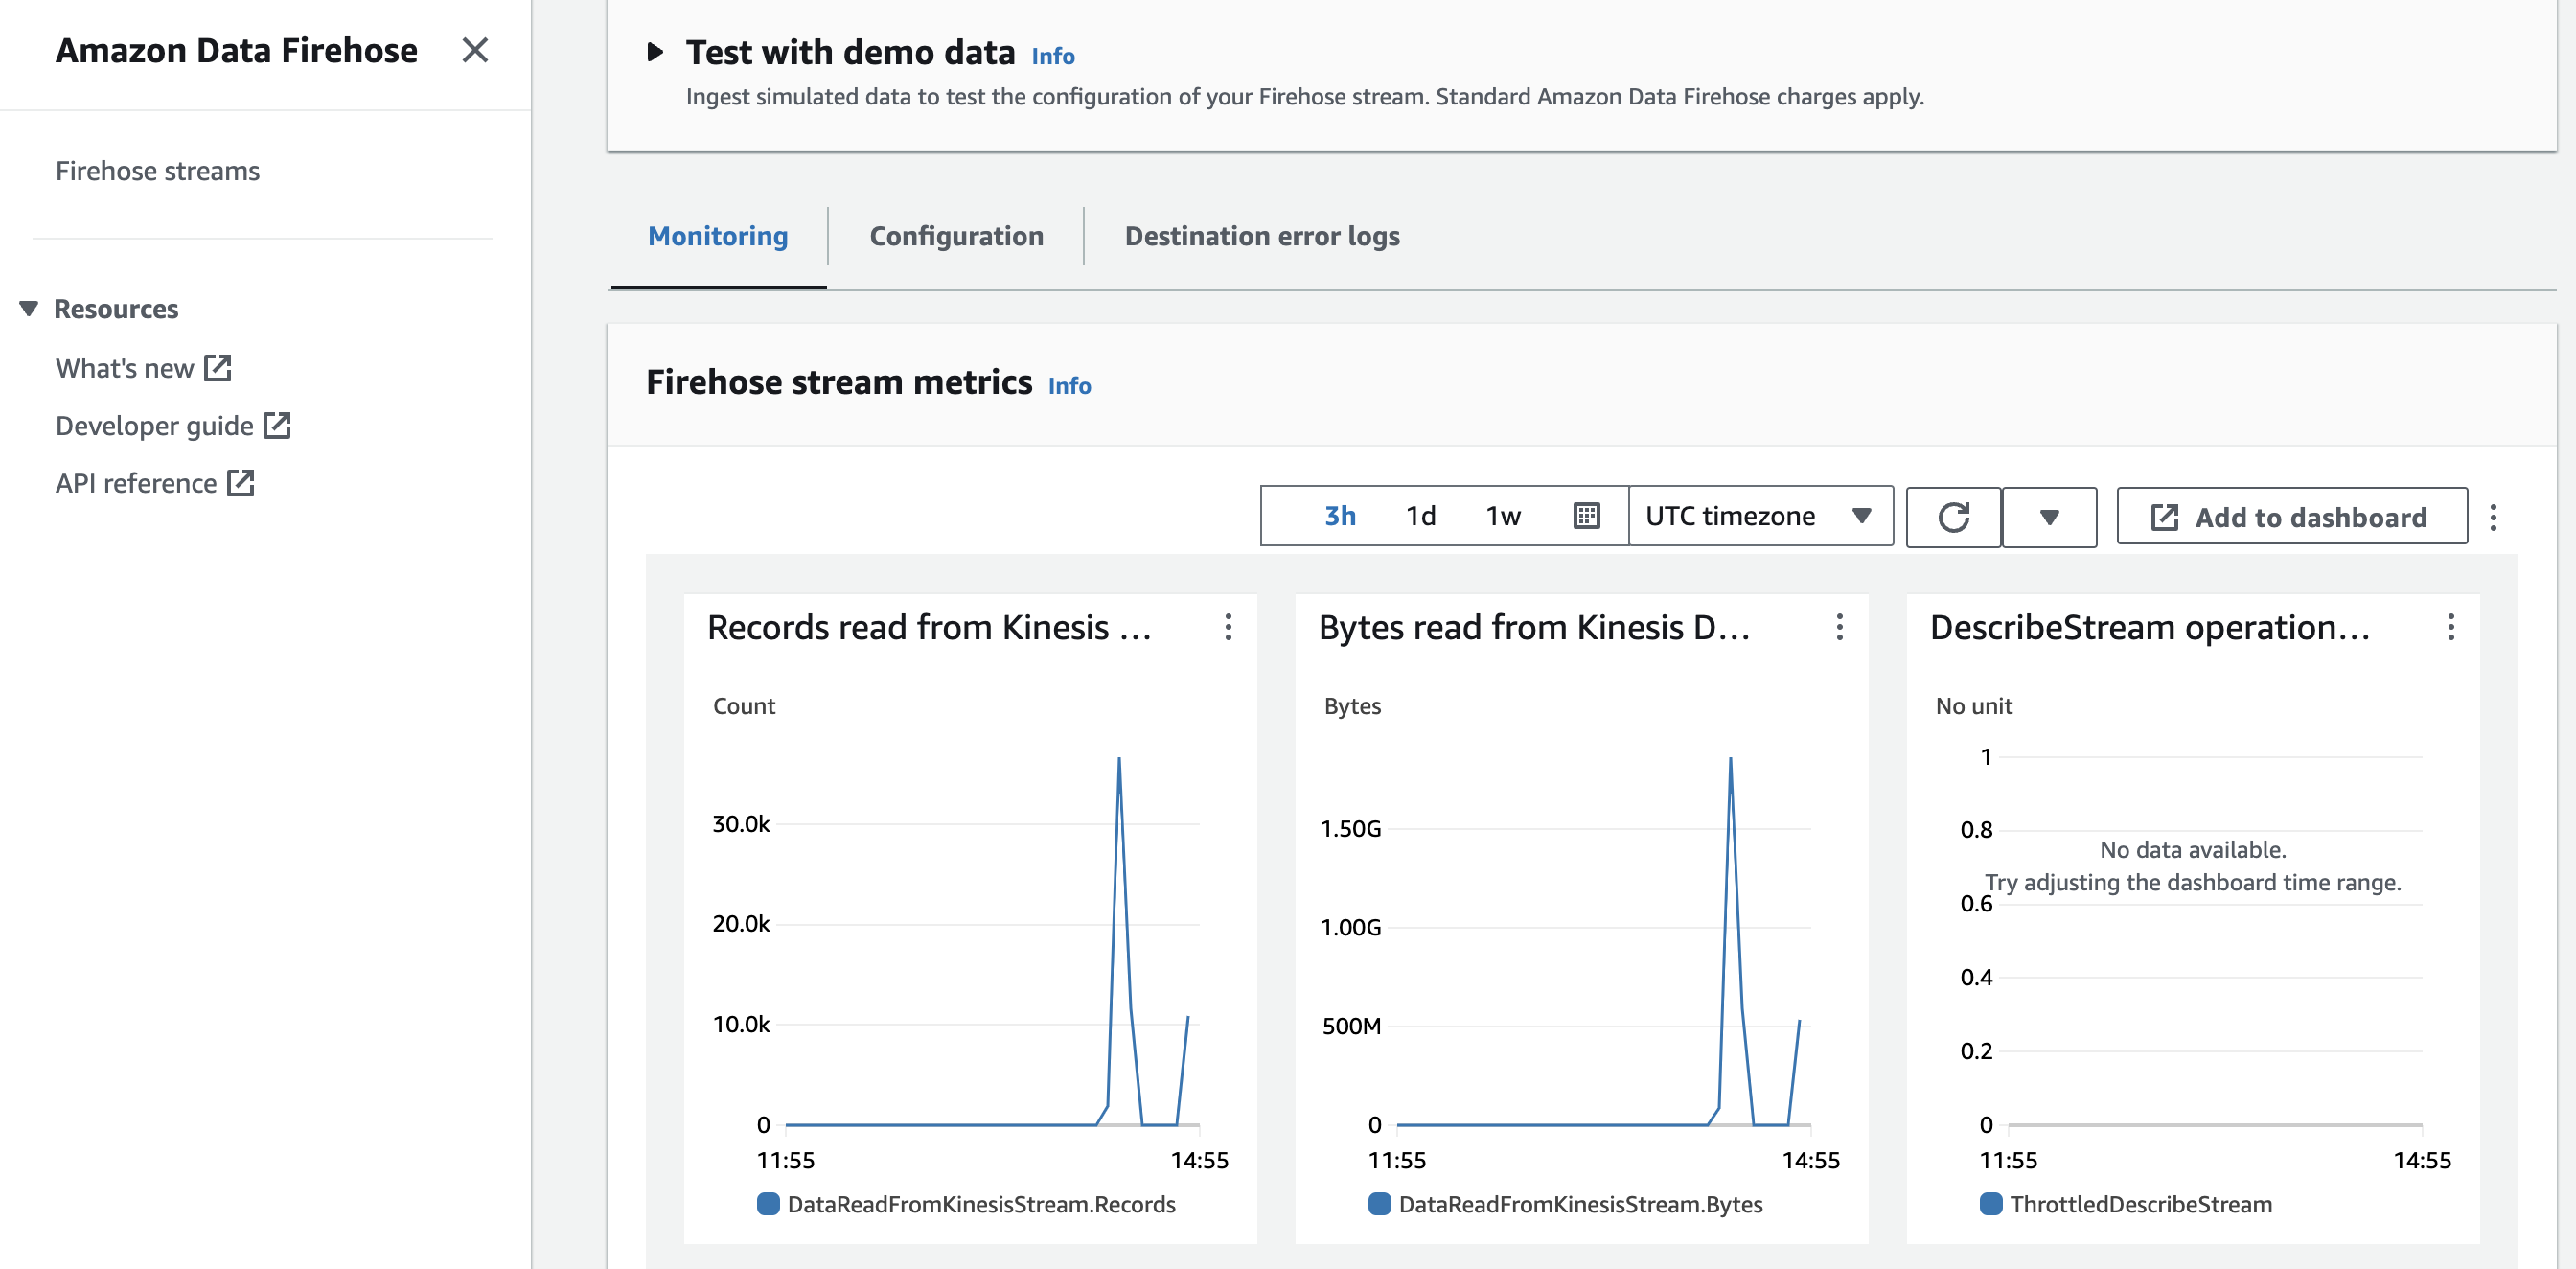 Amazon Data Firehose
Firehose streams
Resources
What's new
Developer guide
API reference
Test with demo data Info
Ingest simulated data to test the configuration of your Firehose stream. Standard Amazon Data Firehose charges apply.
Monitoring
Configuration
Destination error logs
Firehose stream metrics Info
3h 1d 1w UTC timezone Add to dashboard
Records read from Kinesis ...
Count
30.0k
20.0k
10.0k
0
11:55 14:55
DataReadFromKinesisStream.Records
Bytes read from Kinesis D...
Bytes
1.50G
1.00G
500M
0
11:55 14:55
DataReadFromKinesisStream.Bytes
DescribeStream operation...
No unit
1
0.8
No data available.
Try adjusting the dashboard time range.
0.6
0.4
0.2
0
11:55 14:55
ThrottledDescribeStream